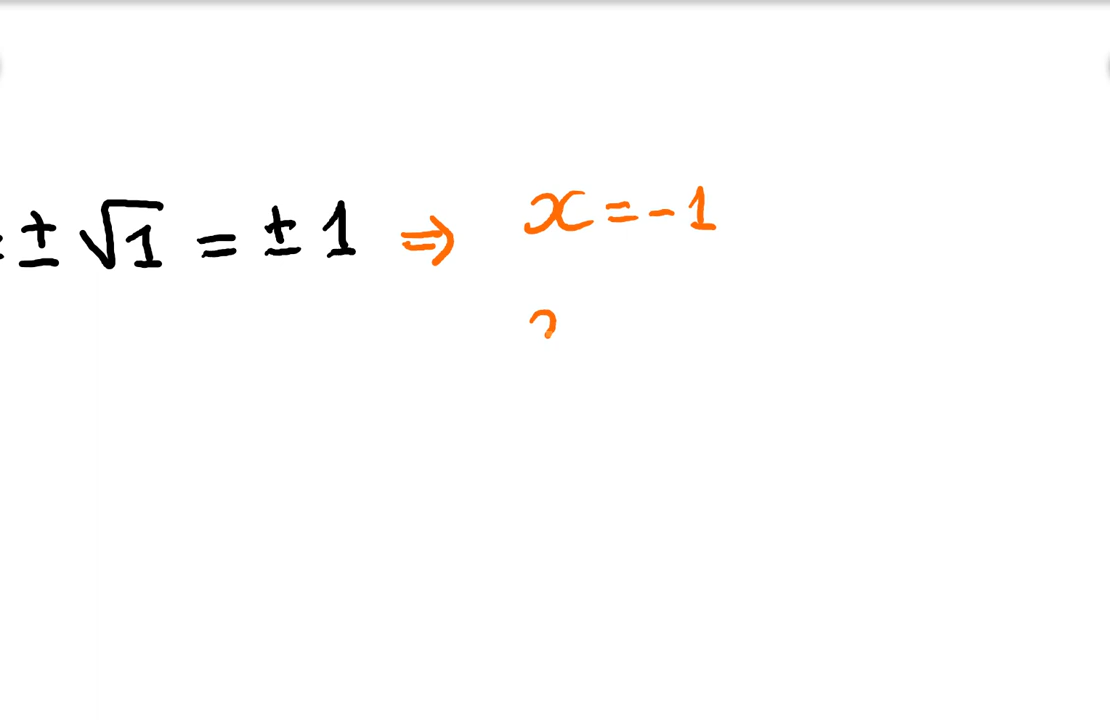 = ± √1 = ± 1 ⇒ x = -1